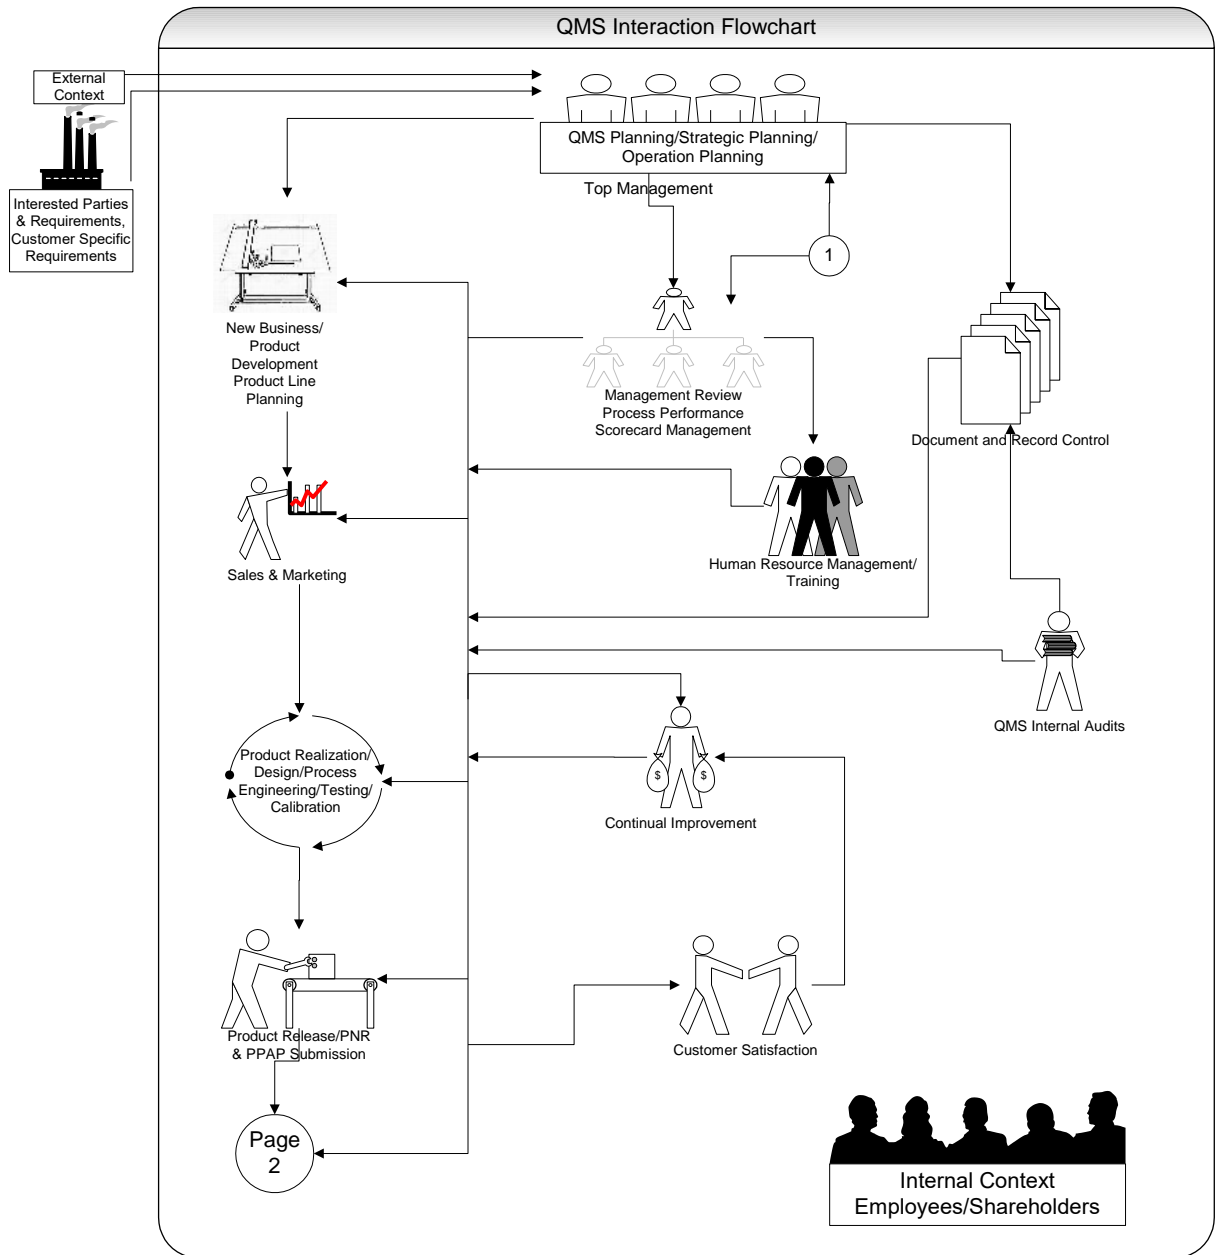 QMS Interaction Flowchart
External
Context
Interested Parties
& Requirements,
Customer Specific
Requirements
QMS Planning/Strategic Planning/
Operation Planning
Top Management
1
New Business/
Product
Development
Product Line
Planning
Management Review
Process Performance
Scorecard Management
Document and Record Control
Sales & Marketing
Human Resource Management/
Training
QMS Internal Audits
Product Realization/
Design/Process
Engineering/Testing/
Calibration
$
$
Continual Improvement
Product Release/PNR
& PPAP Submission
Customer Satisfaction
Page
2
Internal Context
Employees/Shareholders